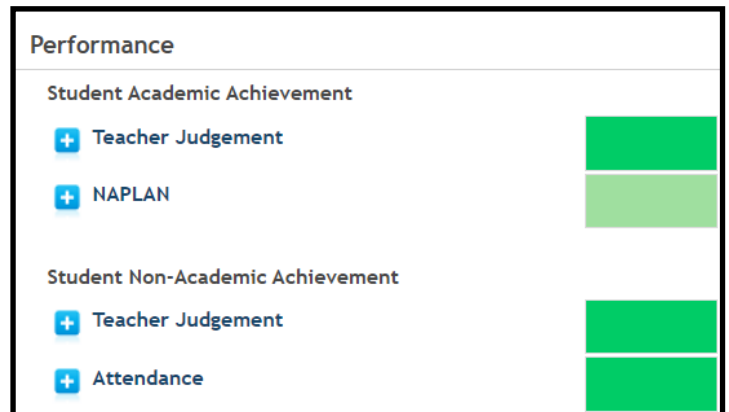 Performance
Student Academic Achievement
Teacher Judgement
NAPLAN
Student Non-Academic Achievement
Teacher Judgement
Attendance